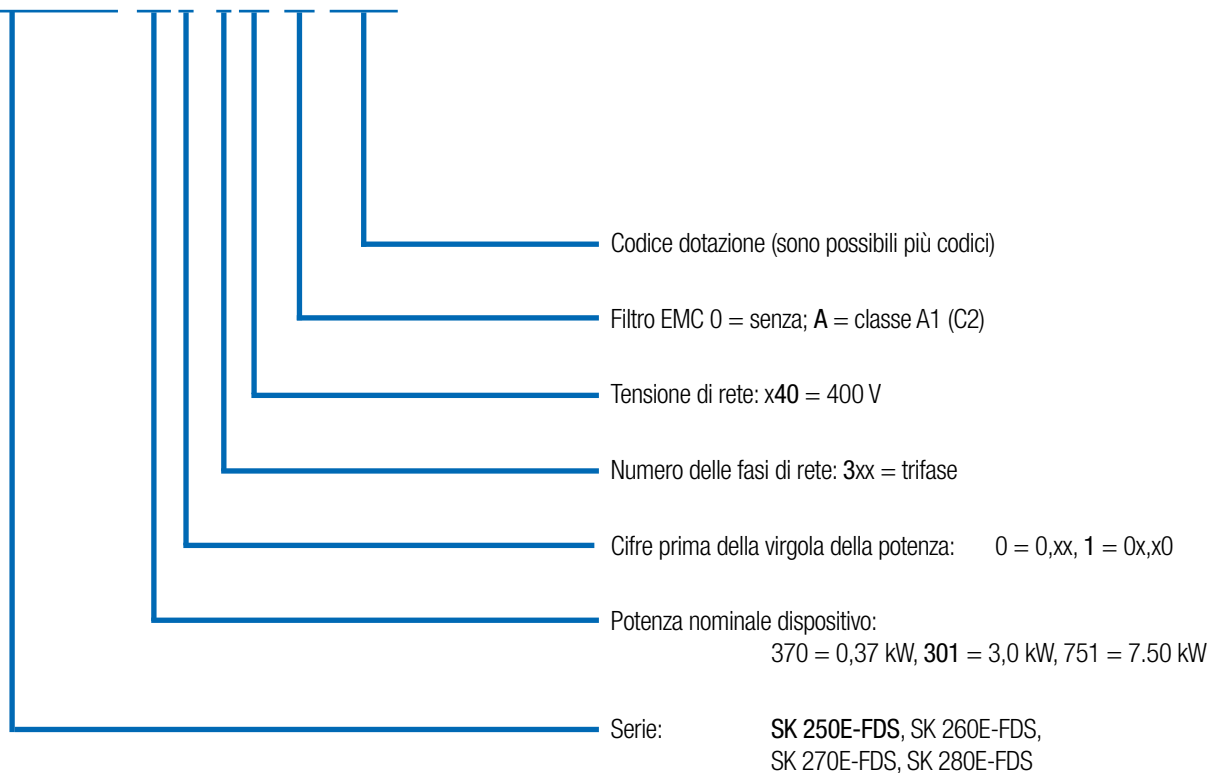 Codice dotazione (sono possibili più codici)
Filtro EMC 0 = senza; A = classe A1 (C2)
Tensione di rete: x40 = 400 V
Numero delle fasi di rete: 3xx = trifase
Cifre prima della virgola della potenza: 0 = 0,xx, 1 = 0x,x0
Potenza nominale dispositivo:
370 = 0,37 kW, 301 = 3,0 kW, 751 = 7.50 kW
Serie: SK 250E-FDS, SK 260E-FDS,
SK 270E-FDS, SK 280E-FDS